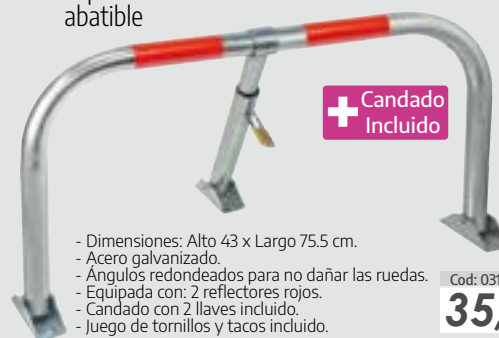 abatible
Candado
Incluido
- Dimensiones: Alto 43 x Largo 75.5 cm.
- Acero galvanizado.
- Ángulos redondeados para no dañar las ruedas.
- Equipada con: 2 reflectores rojos.
- Candado con 2 llaves incluido.
- Juego de tornillos y tacos incluido.
Cod: 031
35,